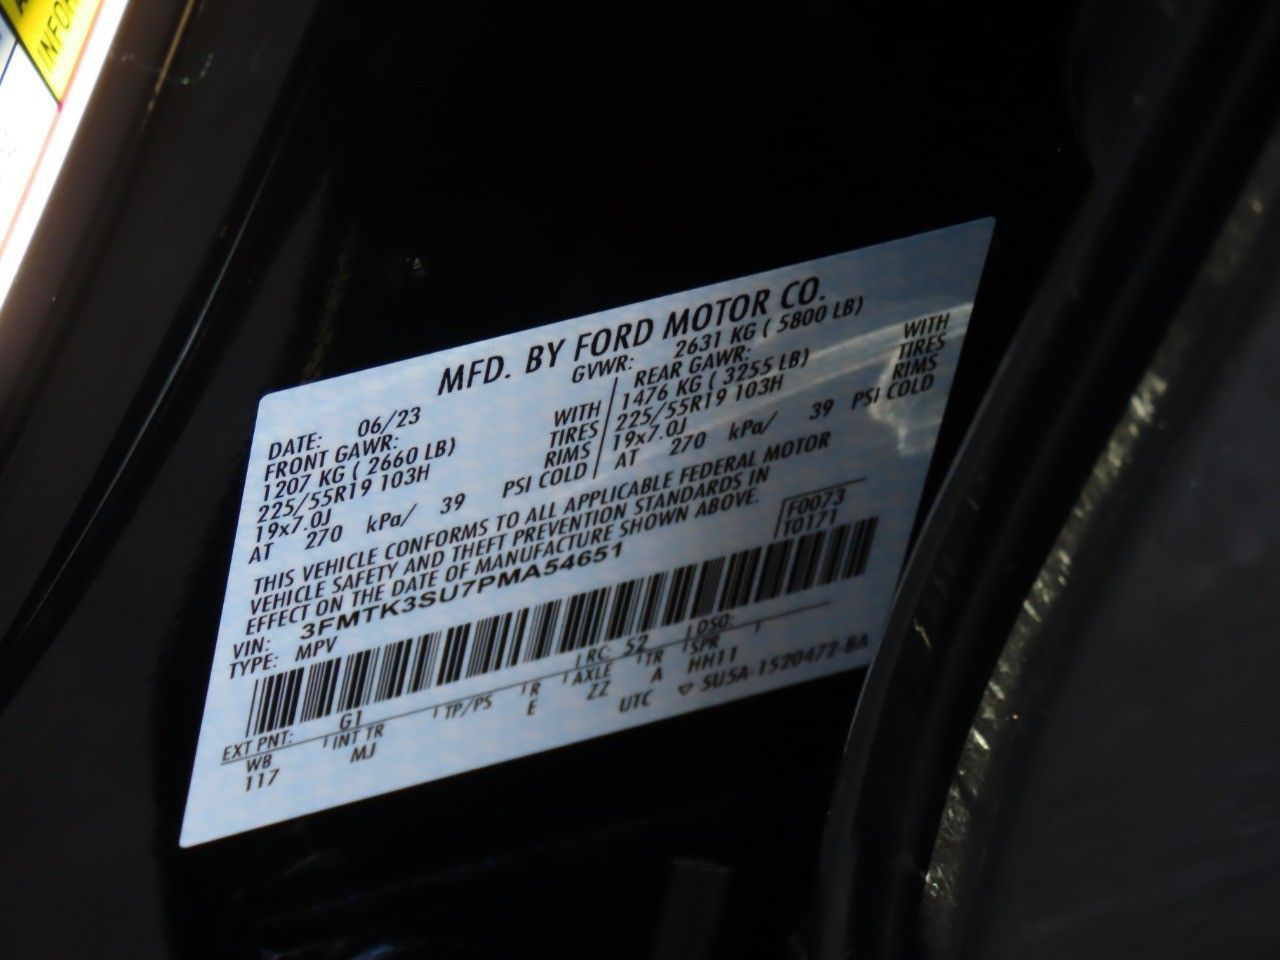 INFOR
MFD. BY FORD MOTOR CO.
DATE: 06/23 GVWR: 2631 KG ( 5800 LB)
FRONT GAWR: REAR GAWR:
1207 KG ( 2660 LB) WITH 1476 KG ( 3255 LB) WITH
225/55R19 103H TIRES 225/55R19 103H TIRES
19x7.0J RIMS 19x7.0J RIMS
AT 270 kPa/ 39 PSI COLD AT 270 kPa/ 39 PSI COLD
THIS VEHICLE CONFORMS TO ALL APPLICABLE FEDERAL MOTOR
VEHICLE SAFETY AND THEFT PREVENTION STANDARDS IN
EFFECT ON THE DATE OF MANUFACTURE SHOWN ABOVE.
VIN: 3FMTK3SU7PMA54651 F0073
TYPE: MPV T0171
EXT PNT: G1 RC: 52 DSO:
WB INT TR TP/PS R AXLE TR SPR
117 MJ E ZZ A HH11
UTC 5U5A-1520472-BA